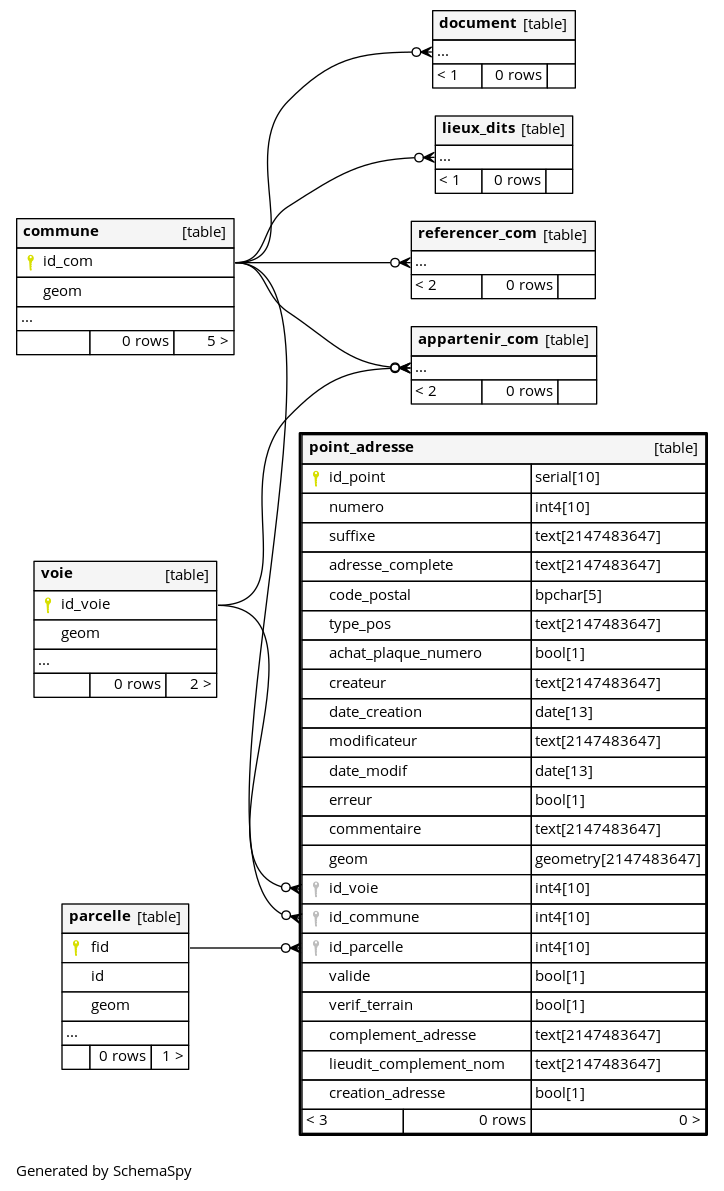 document [table]
...
< 1 0 rows
lieux_dits [table]
...
< 1 0 rows
commune [table]
id_com
geom
...
0 rows 5 >
referencer_com [table]
...
< 2 0 rows
appartenir_com [table]
...
< 2 0 rows
point_adresse [table]
id_point serial[10]
numero int4[10]
suffixe text[2147483647]
adresse_complete text[2147483647]
code_postal bpchar[5]
type_pos text[2147483647]
achat_plaque_numero bool[1]
createur text[2147483647]
date_creation date[13]
modificateur text[2147483647]
date_modif date[13]
erreur bool[1]
commentaire text[2147483647]
geom geometry[2147483647]
id_voie int4[10]
id_commune int4[10]
id_parcelle int4[10]
valide bool[1]
verif_terrain bool[1]
complement_adresse text[2147483647]
lieudit_complement_nom text[2147483647]
creation_adresse bool[1]
< 3 0 rows 0 >
voie [table]
id_voie
geom
...
0 rows 2 >
parcelle [table]
fid
id
geom
...
0 rows 1 >
Generated by SchemaSpy